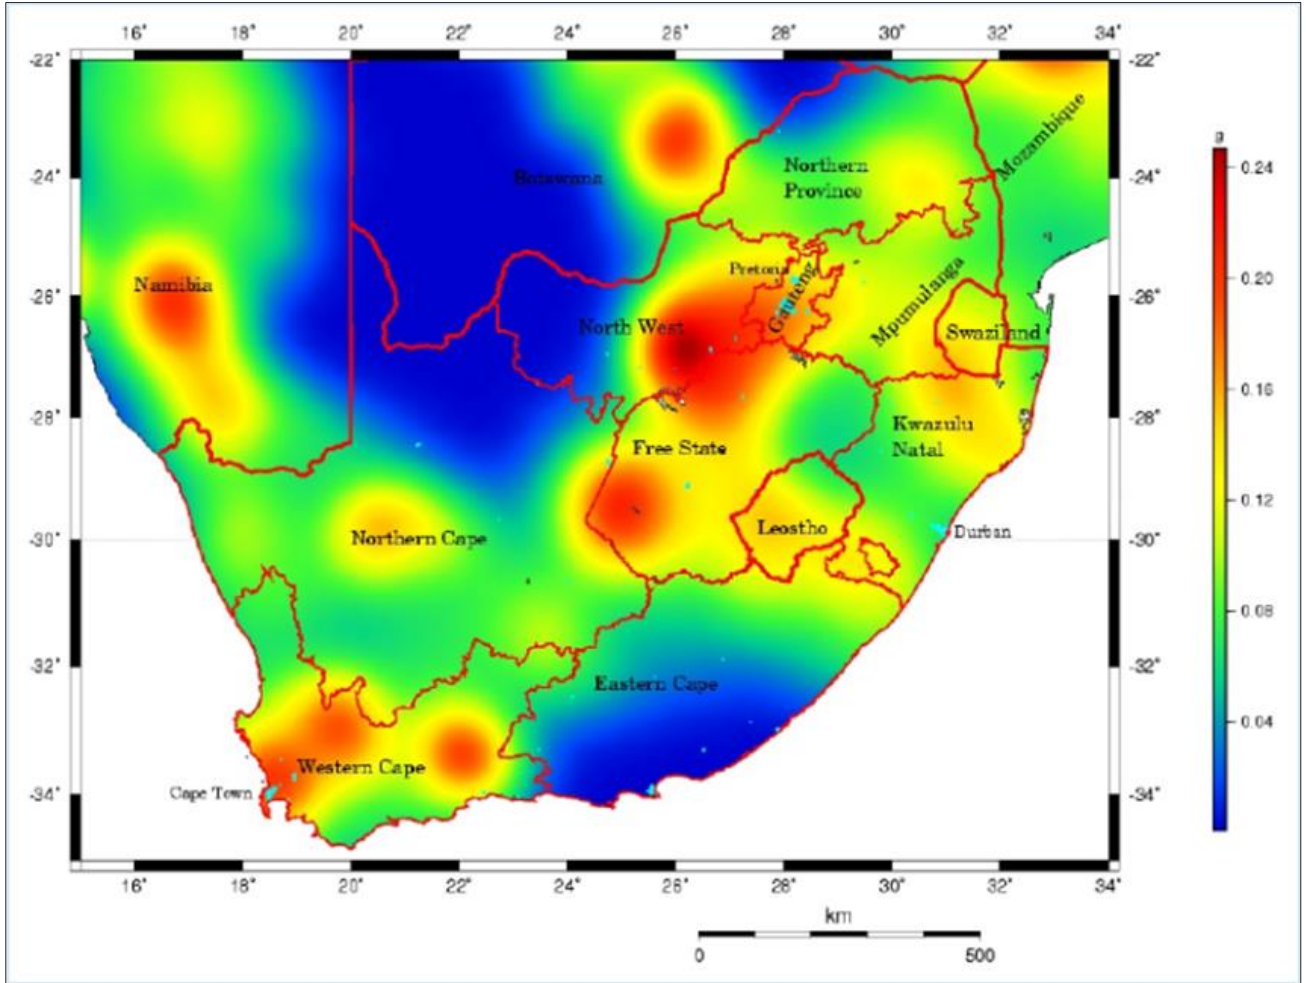 16° 18° 20° 22° 24° 26° 28° 30° 32° 34°
-22° -22°
g
0.24
Mozambique
Northern
Province
-24° Botswana -24°
0.20
Pretoria
Gauteng
Namibia
-26° -26°
Mpumulanga
North West
Swaziland
0.16
-28° -28°
Kwazulu
Natal
Free State
0.12
Leostho
Durban
Northern Cape
-30° -30°
0.08
-32° -32°
Eastern Cape
0.04
Western Cape
Cape Town
-34° -34°
16° 18° 20° 22° 24° 26° 28° 30° 32° 34°
km
0 500